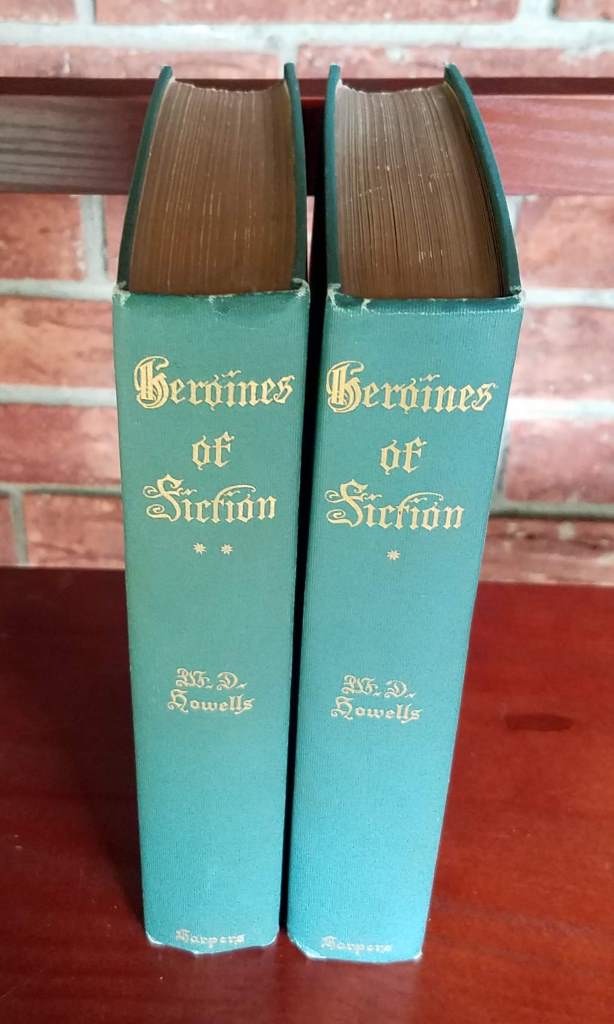 Heroines
of
Fiction
* *
W. D.
Howells
Harpers
Heroines
of
Fiction
*
W. D.
Howells
Harpers